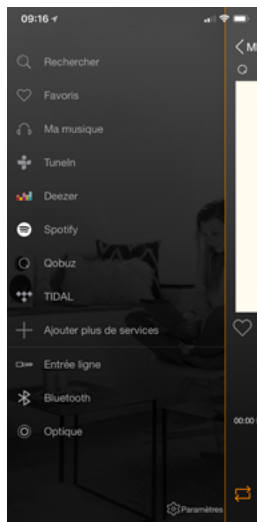 09:16
Rechercher
Favoris
Ma musique
TuneIn
Deezer
Spotify
Qobuz
TIDAL
Ajouter plus de services
Entrée ligne
Bluetooth
Optique
00:00
Paramètres